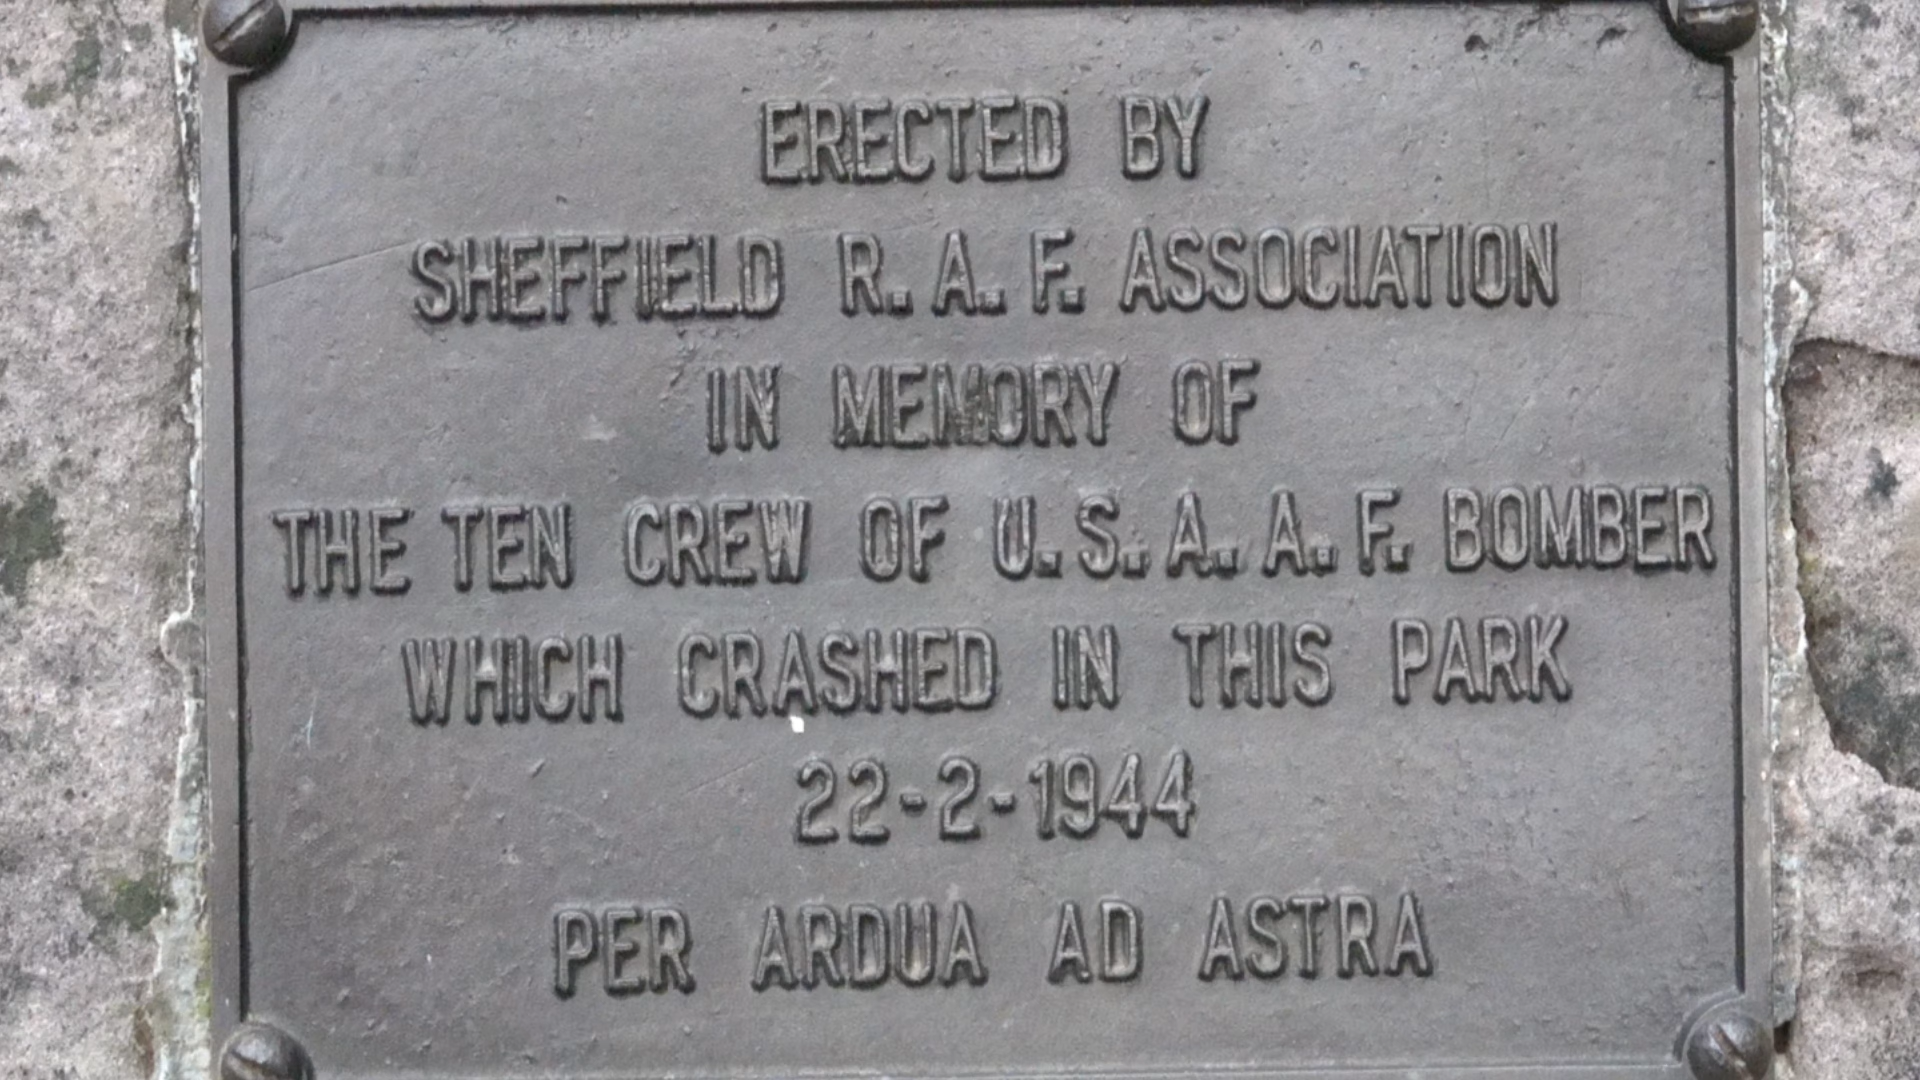 ERECTED BY
SHEFFIELD R.A.F. ASSOCIATION
IN MEMORY OF
THE TEN CREW OF U.S.A.A.F. BOMBER
WHICH CRASHED IN THIS PARK
22-2-1944
PER ARDUA AD ASTRA